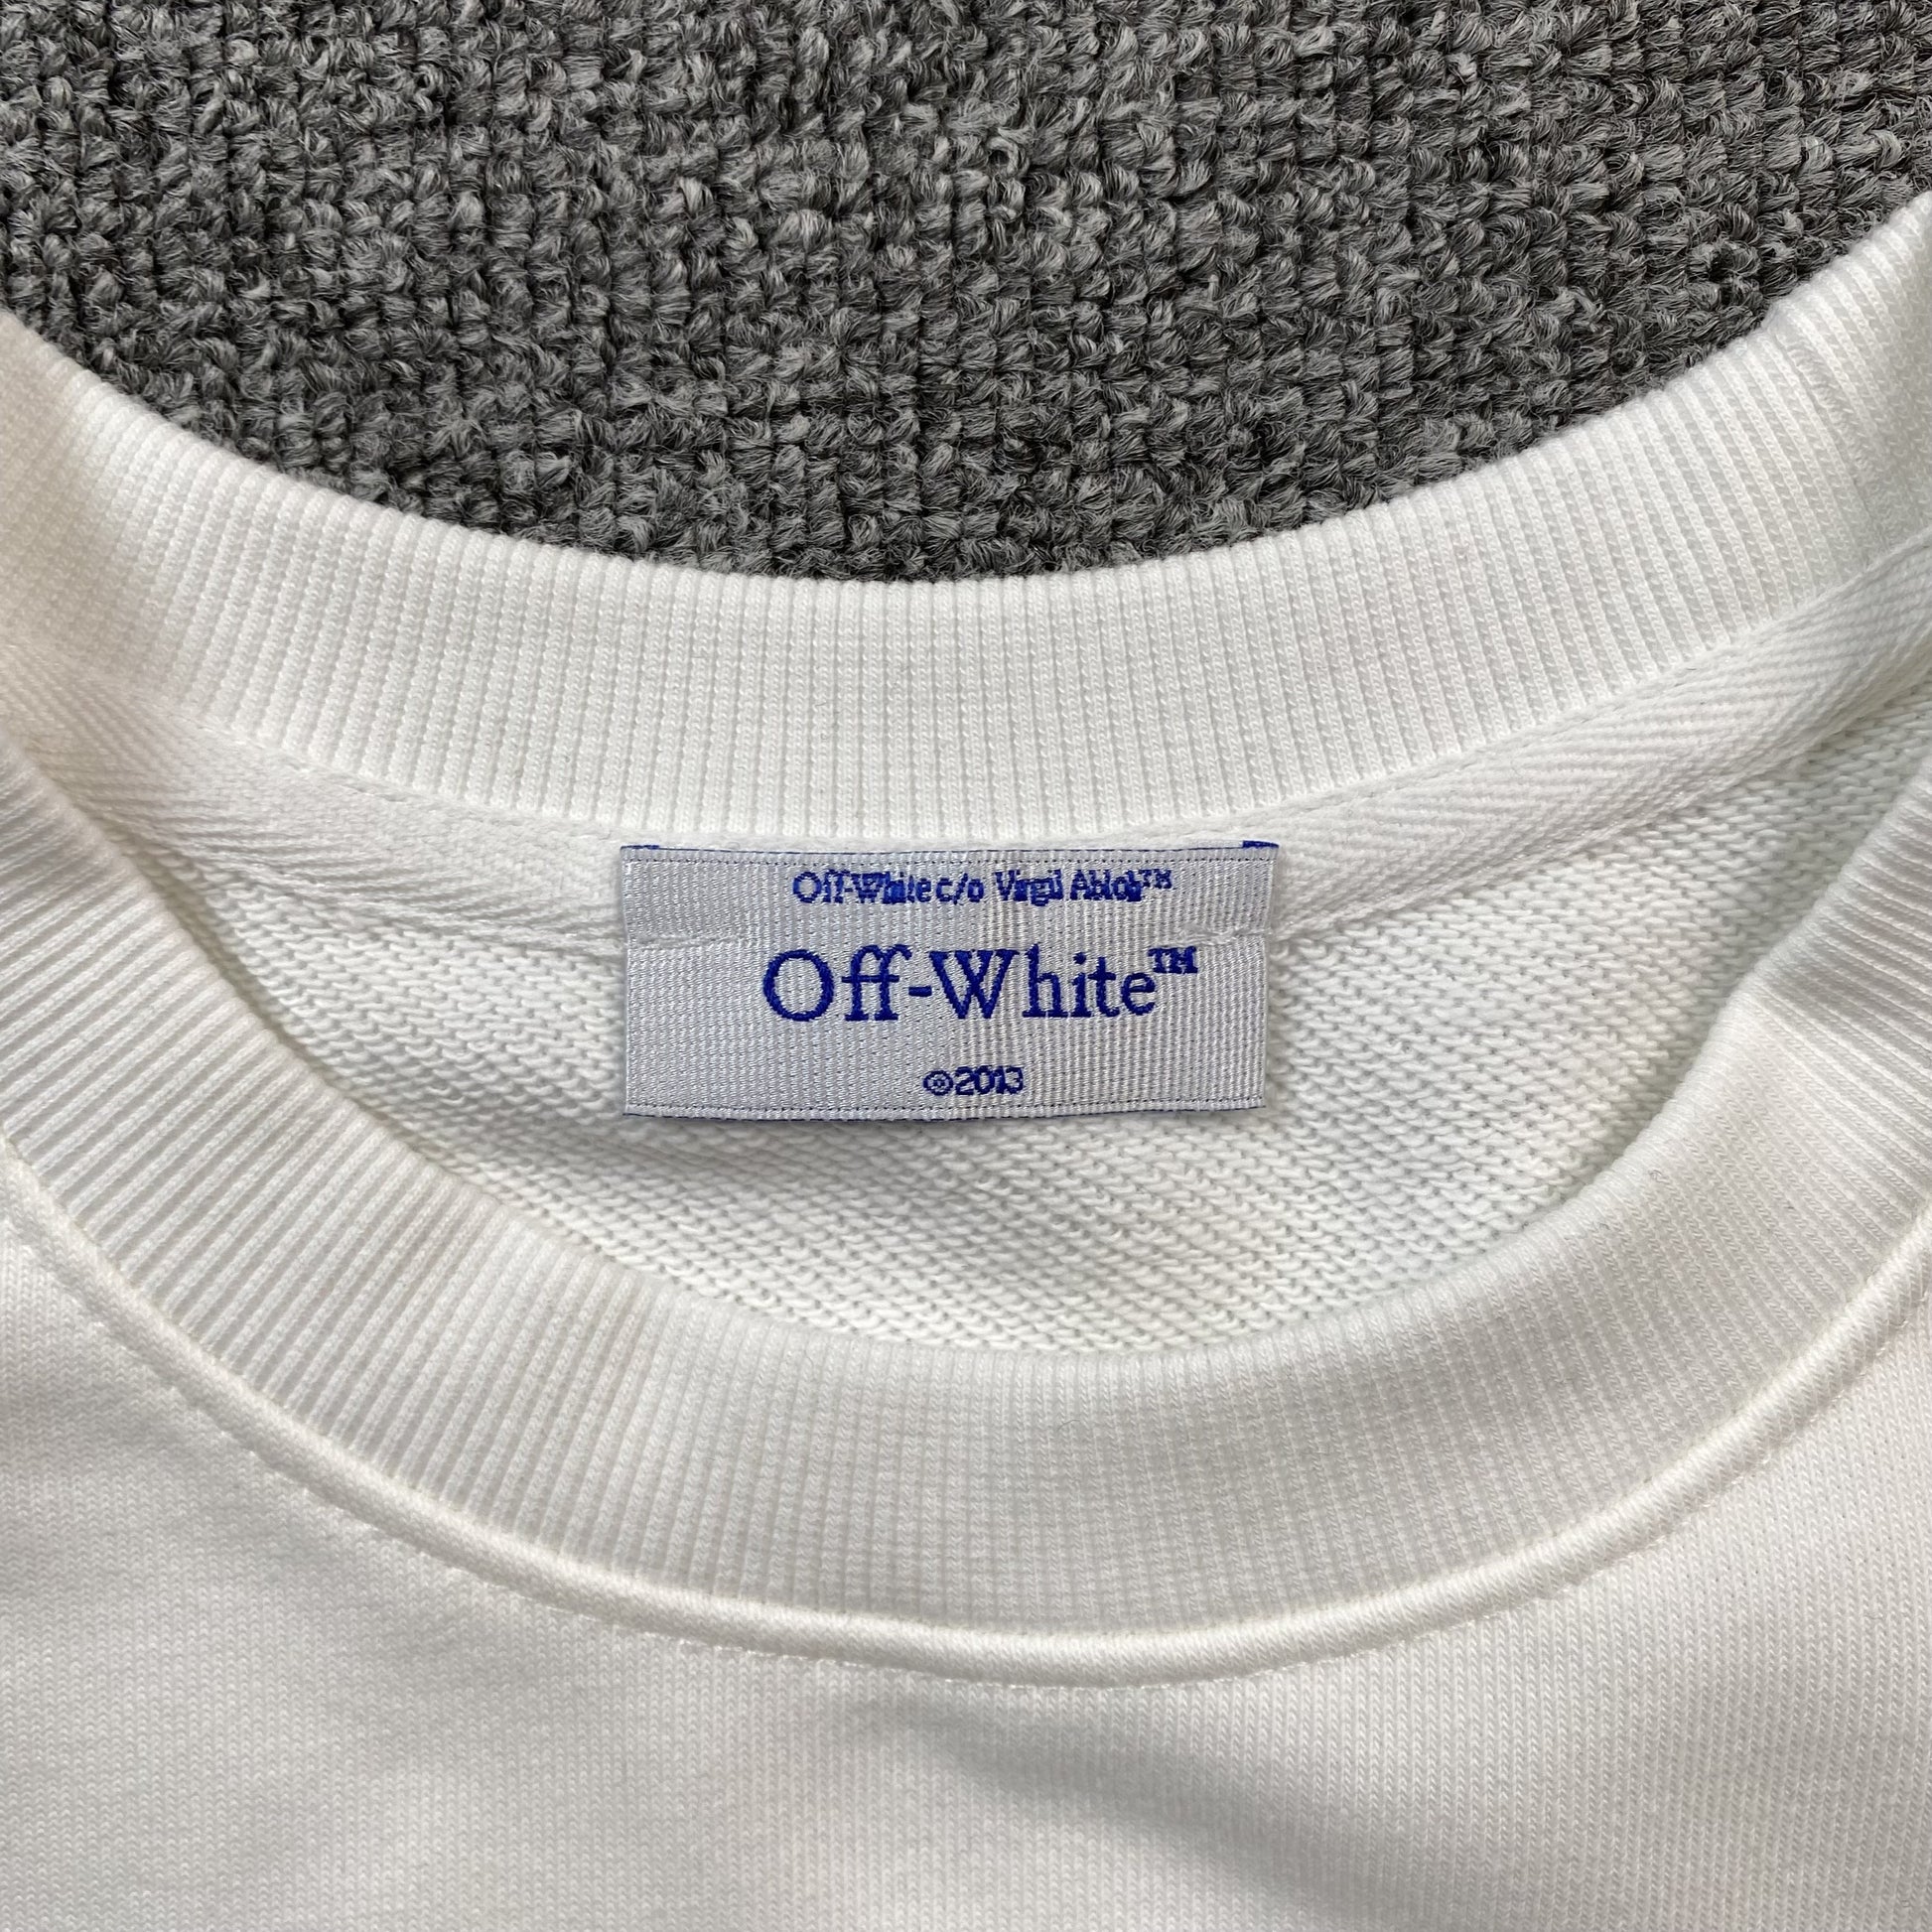 Off-White c/o Virgil Abloh™
Off-White™
©2013